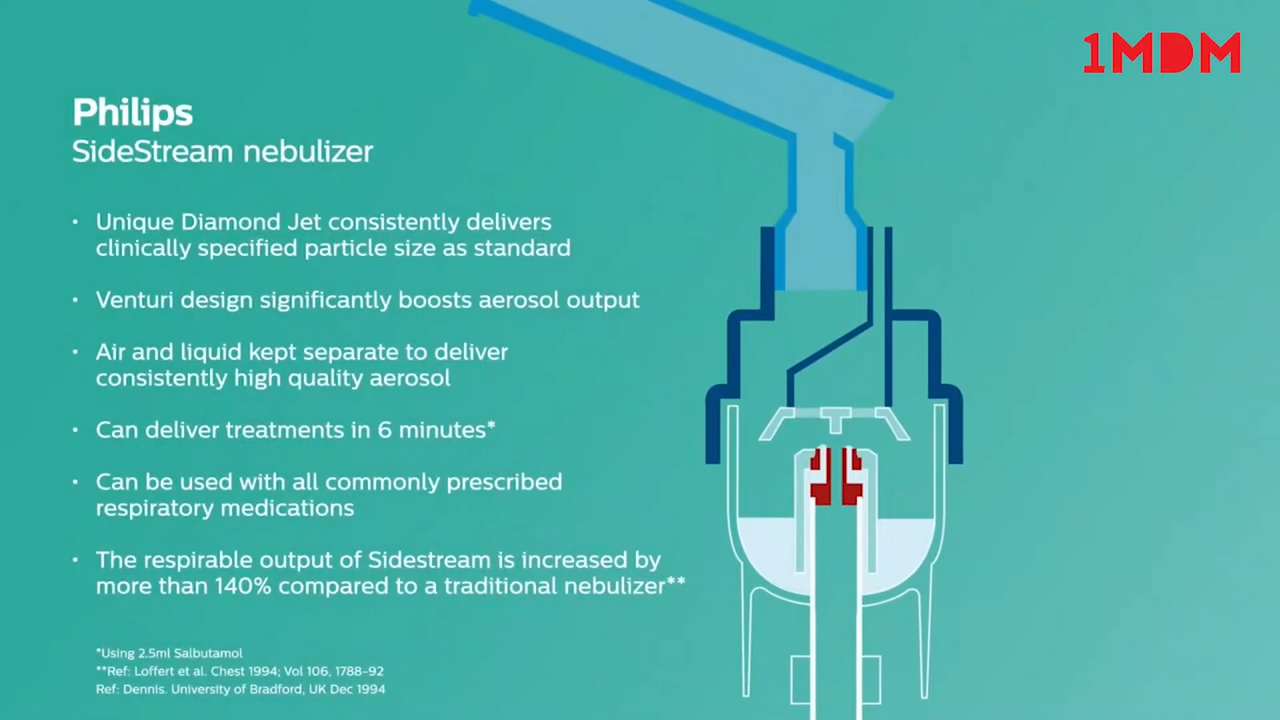 1MDM
Philips
SideStream nebulizer
• Unique Diamond Jet consistently delivers
clinically specified particle size as standard
• Venturi design significantly boosts aerosol output
• Air and liquid kept separate to deliver
consistently high quality aerosol
• Can deliver treatments in 6 minutes*
• Can be used with all commonly prescribed
respiratory medications
• The respirable output of Sidestream is increased by
more than 140% compared to a traditional nebulizer**
*Using 2.5ml Salbutamol
**Ref: Loffert et al. Chest 1994; Vol 106, 1788-92
Ref: Dennis. University of Bradford, UK Dec 1994